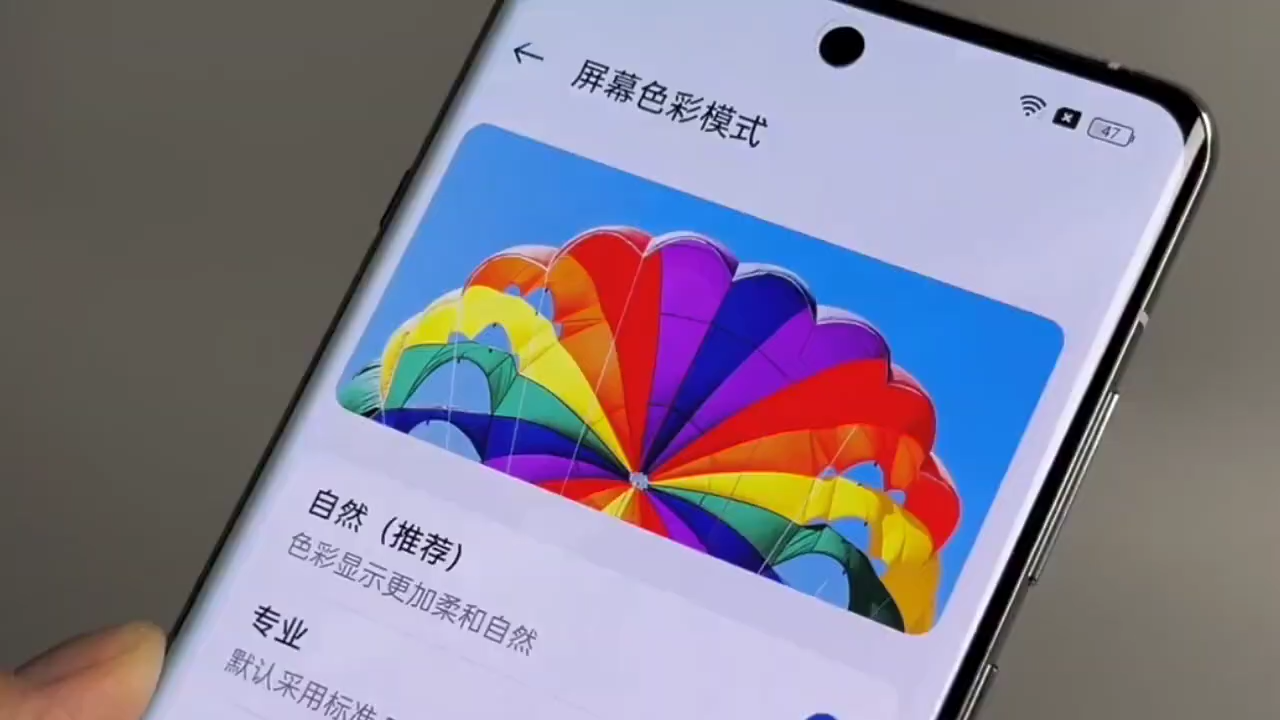 屏幕色彩模式
47
自然（推荐）
色彩显示更加柔和自然
专业
默认采用标准